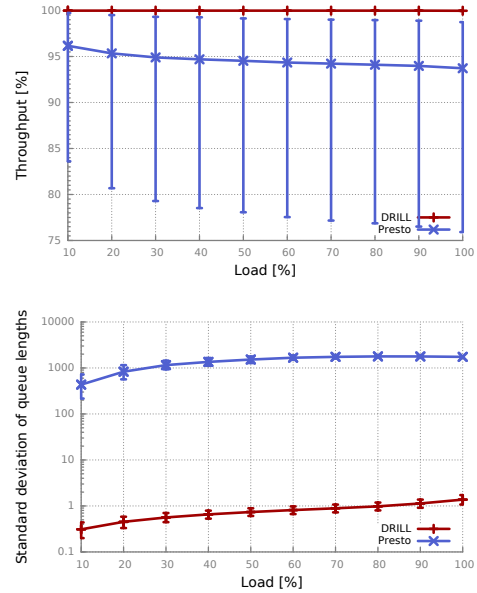 100
95
90
85
80
75
Throughput [%]
DRILL
Presto
10 20 30 40 50 60 70 80 90 100
Load [%]
10000
1000
100
10
1
0.1
Standard deviation of queue lengths
DRILL
Presto
10 20 30 40 50 60 70 80 90 100
Load [%]